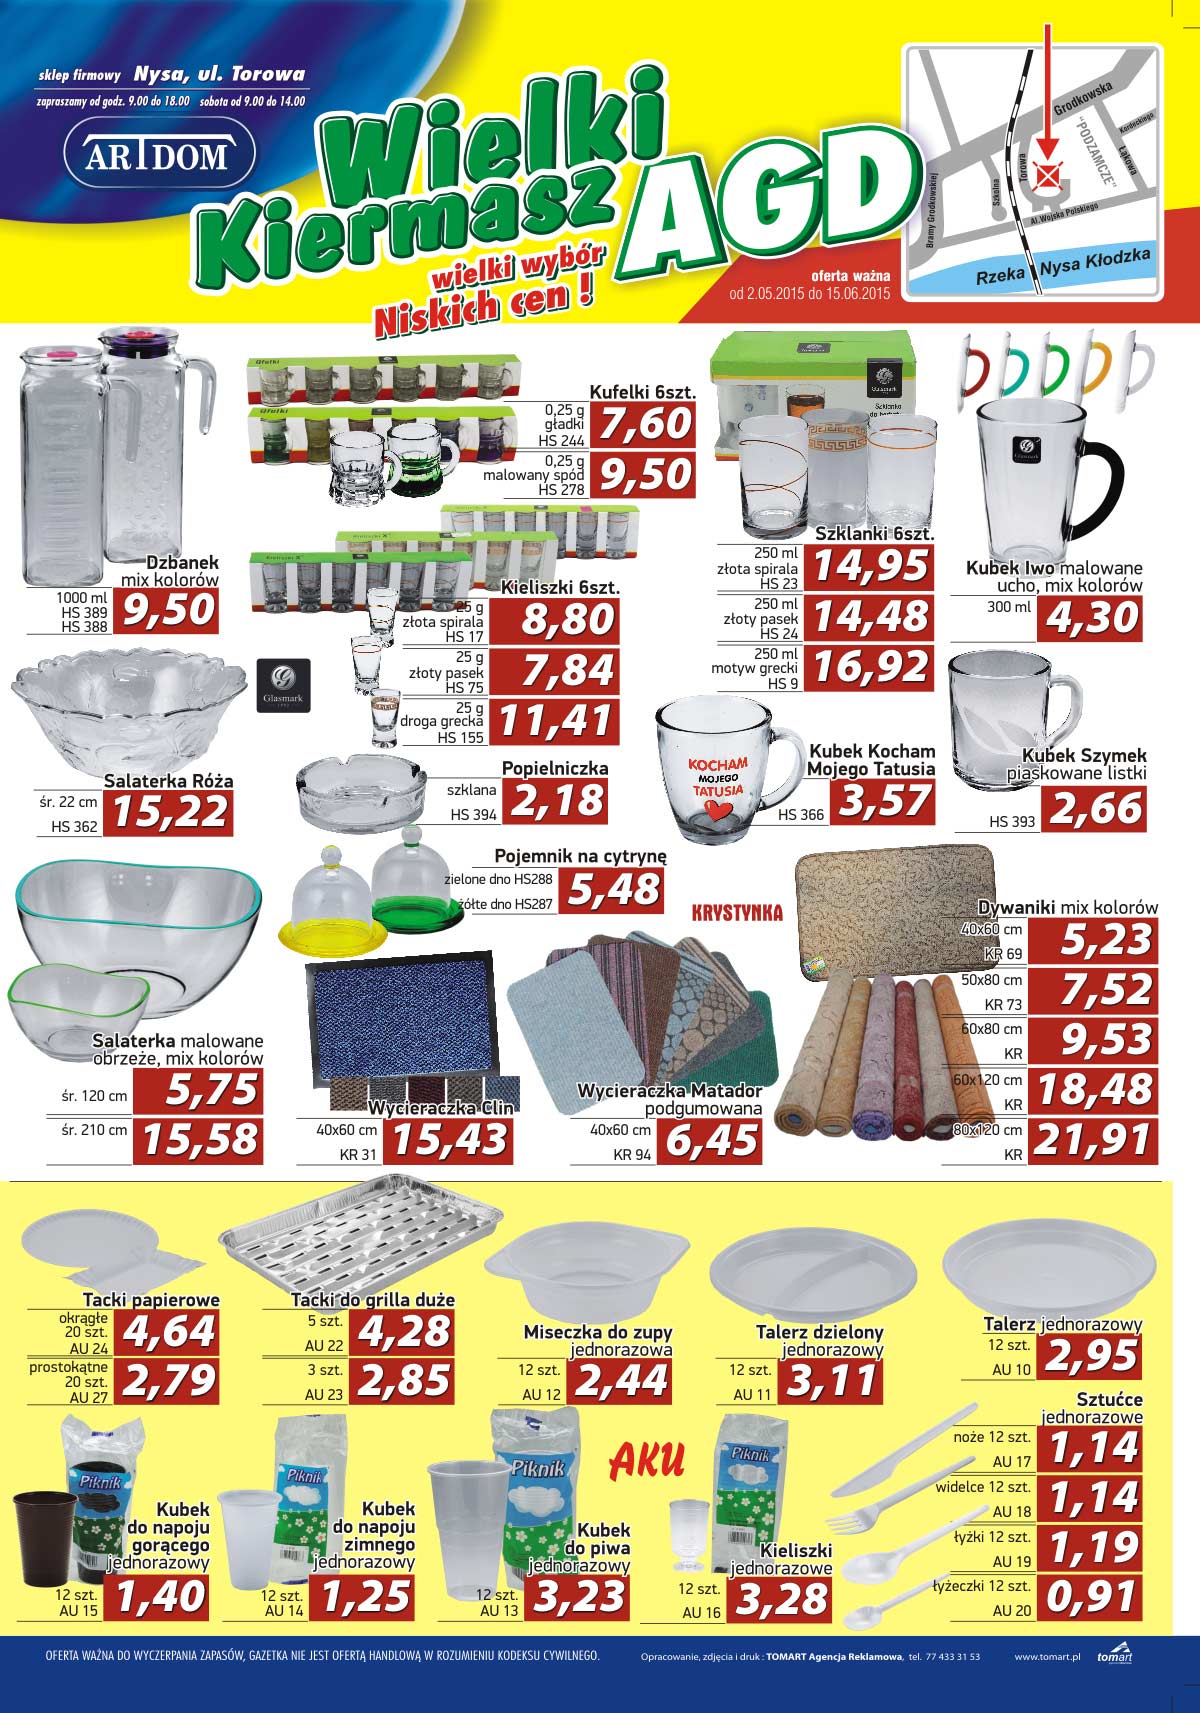 sklep firmowy Nysa, ul. Torowa
zapraszamy od godz. 9.00 do 18.00 sobota od 9.00 do 14.00
ARTDOM
Wielki
Kiermasz
AGD
wielki wybór
Niskich cen !
oferta ważna
od 2.05.2015 do 15.06.2015
Grodkowska
"PODZAMCZE"
Kordeckiego
Łąkowa
Torowa
Szkolna
Bramy Grodkowskiej
Al. Wojska Polskiego
Rzeka Nysa Kłodzka
Dzbanek
mix kolorów
1000 ml
HS 389
HS 388
9,50
Kufelki 6szt.
0,25 g
gładki
HS 244
7,60
0,25 g
malowany spód
HS 278
9,50
Kieliszki 6szt.
25 g
złota spirala
HS 17
8,80
25 g
złoty pasek
HS 75
7,84
25 g
droga grecka
HS 155
11,41
Glasmark
Szklanka
Szklanki 6szt.
250 ml
złota spirala
HS 23
14,95
250 ml
złoty pasek
HS 24
14,48
250 ml
motyw grecki
HS 9
16,92
Glasmark
Kubek Iwo malowane
ucho, mix kolorów
300 ml
4,30
Glasmark
Salaterka Róża
śr. 22 cm
HS 362
15,22
Popielniczka
szklana
HS 394
2,18
KOCHAM
MOJEGO
TATUSIA
Kubek Kocham
Mojego Tatusia
HS 366
3,57
Kubek Szymek
piaskowane listki
HS 393
2,66
Pojemnik na cytrynę
zielone dno HS288
żółte dno HS287
5,48
KRYSTYNKA
Salaterka malowane
obrzeże, mix kolorów
śr. 120 cm
5,75
śr. 210 cm
15,58
Wycieraczka Clin
40x60 cm
KR 31
15,43
Wycieraczka Matador
podgumowana
40x60 cm
KR 94
6,45
Dywaniki mix kolorów
40x60 cm
KR 69
5,23
50x80 cm
KR 73
7,52
60x80 cm
KR
9,53
60x120 cm
KR
18,48
80x120 cm
KR
21,91
Tacki papierowe
okrągłe
20 szt.
AU 24
4,64
prostokątne
20 szt.
AU 27
2,79
Tacki do grilla duże
5 szt.
AU 22
4,28
3 szt.
AU 23
2,85
Miseczka do zupy
jednorazowa
12 szt.
AU 12
2,44
Talerz dzielony
jednorazowy
12 szt.
AU 11
3,11
Talerz jednorazowy
12 szt.
AU 10
2,95
Piknik
Kubek
do napoju
gorącego
jednorazowy
12 szt.
AU 15
1,40
Piknik
Kubek
do napoju
zimnego
jednorazowy
12 szt.
AU 14
1,25
Piknik
Kubek
do piwa
jednorazowy
12 szt.
AU 13
3,23
AKU
Piknik
Kieliszki
jednorazowe
12 szt.
AU 16
3,28
Sztućce
jednorazowe
noże 12 szt.
AU 17
1,14
widelce 12 szt.
AU 18
1,14
łyżki 12 szt.
AU 19
1,19
łyżeczki 12 szt.
AU 20
0,91
OFERTA WAŻNA DO WYCZERPANIA ZAPASÓW, GAZETKA NIE JEST OFERTĄ HANDLOWĄ W ROZUMIENIU KODEKSU CYWILNEGO.
Opracowanie, zdjęcia i druk : TOMART Agencja Reklamowa, tel. 77 433 31 53
www.tomart.pl
tomart